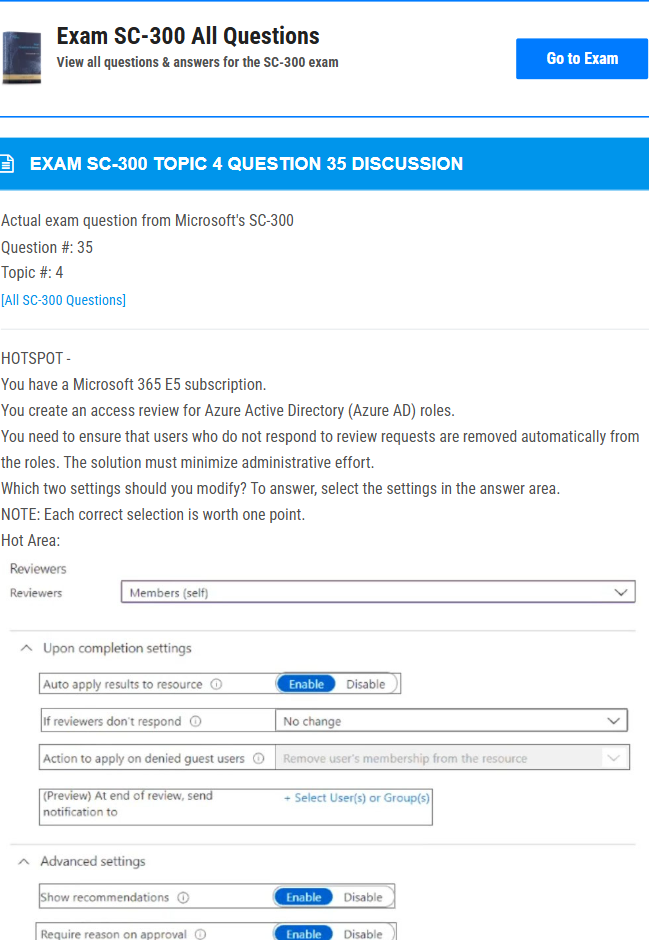 Exam SC-300 All Questions
View all questions & answers for the SC-300 exam
Go to Exam
EXAM SC-300 TOPIC 4 QUESTION 35 DISCUSSION
Actual exam question from Microsoft's SC-300
Question #: 35
Topic #: 4
[All SC-300 Questions]
HOTSPOT -
You have a Microsoft 365 E5 subscription.
You create an access review for Azure Active Directory (Azure AD) roles.
You need to ensure that users who do not respond to review requests are removed automatically from
the roles. The solution must minimize administrative effort.
Which two settings should you modify? To answer, select the settings in the answer area.
NOTE: Each correct selection is worth one point.
Hot Area:
Reviewers
Reviewers Members (self)
Upon completion settings
Auto apply results to resource Enable Disable
If reviewers don't respond No change
Action to apply on denied guest users Remove user's membership from the resource
(Preview) At end of review, send + Select User(s) or Group(s)
notification to
Advanced settings
Show recommendations Enable Disable
Require reason on approval Enable Disable